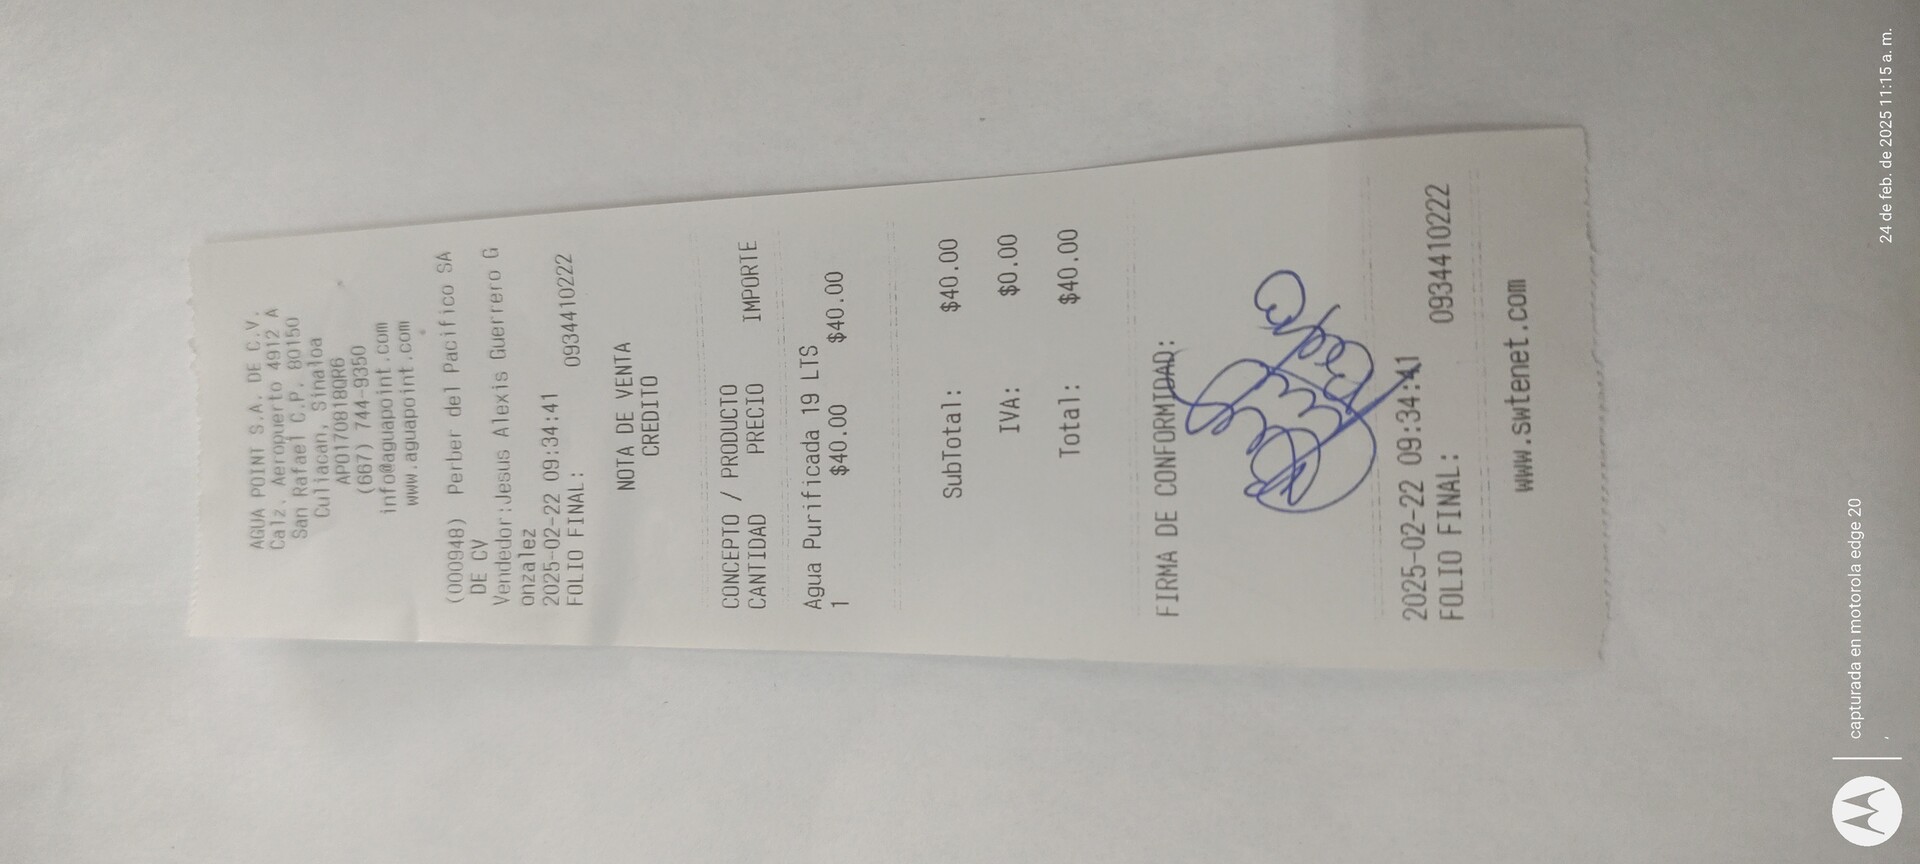 AGUA POINT S.A. DE C.V.
Calz. Aeropuerto 4912 A
San Rafael C.P. 80150
Culiacan, Sinaloa
APO170818QR6
(667) 744-9350
info@aguapoint.com
www.aguapoint.com
(000948) Perber del Pacifico SA
DE CV
Vendedor:Jesus Alexis Guerrero G
onzalez
2025-02-22 09:34:41
FOLIO FINAL: 0934410222
NOTA DE VENTA
CREDITO
CONCEPTO / PRODUCTO
CANTIDAD PRECIO IMPORTE
Agua Purificada 19 LTS
1 $40.00 $40.00
SubTotal: $40.00
IVA: $0.00
Total: $40.00
FIRMA DE CONFORMIDAD:
2025-02-22 09:34:41
FOLIO FINAL: 0934410222
www.swtenet.com
capturada en motorola edge 20
24 de feb. de 2025 11:15 a. m.